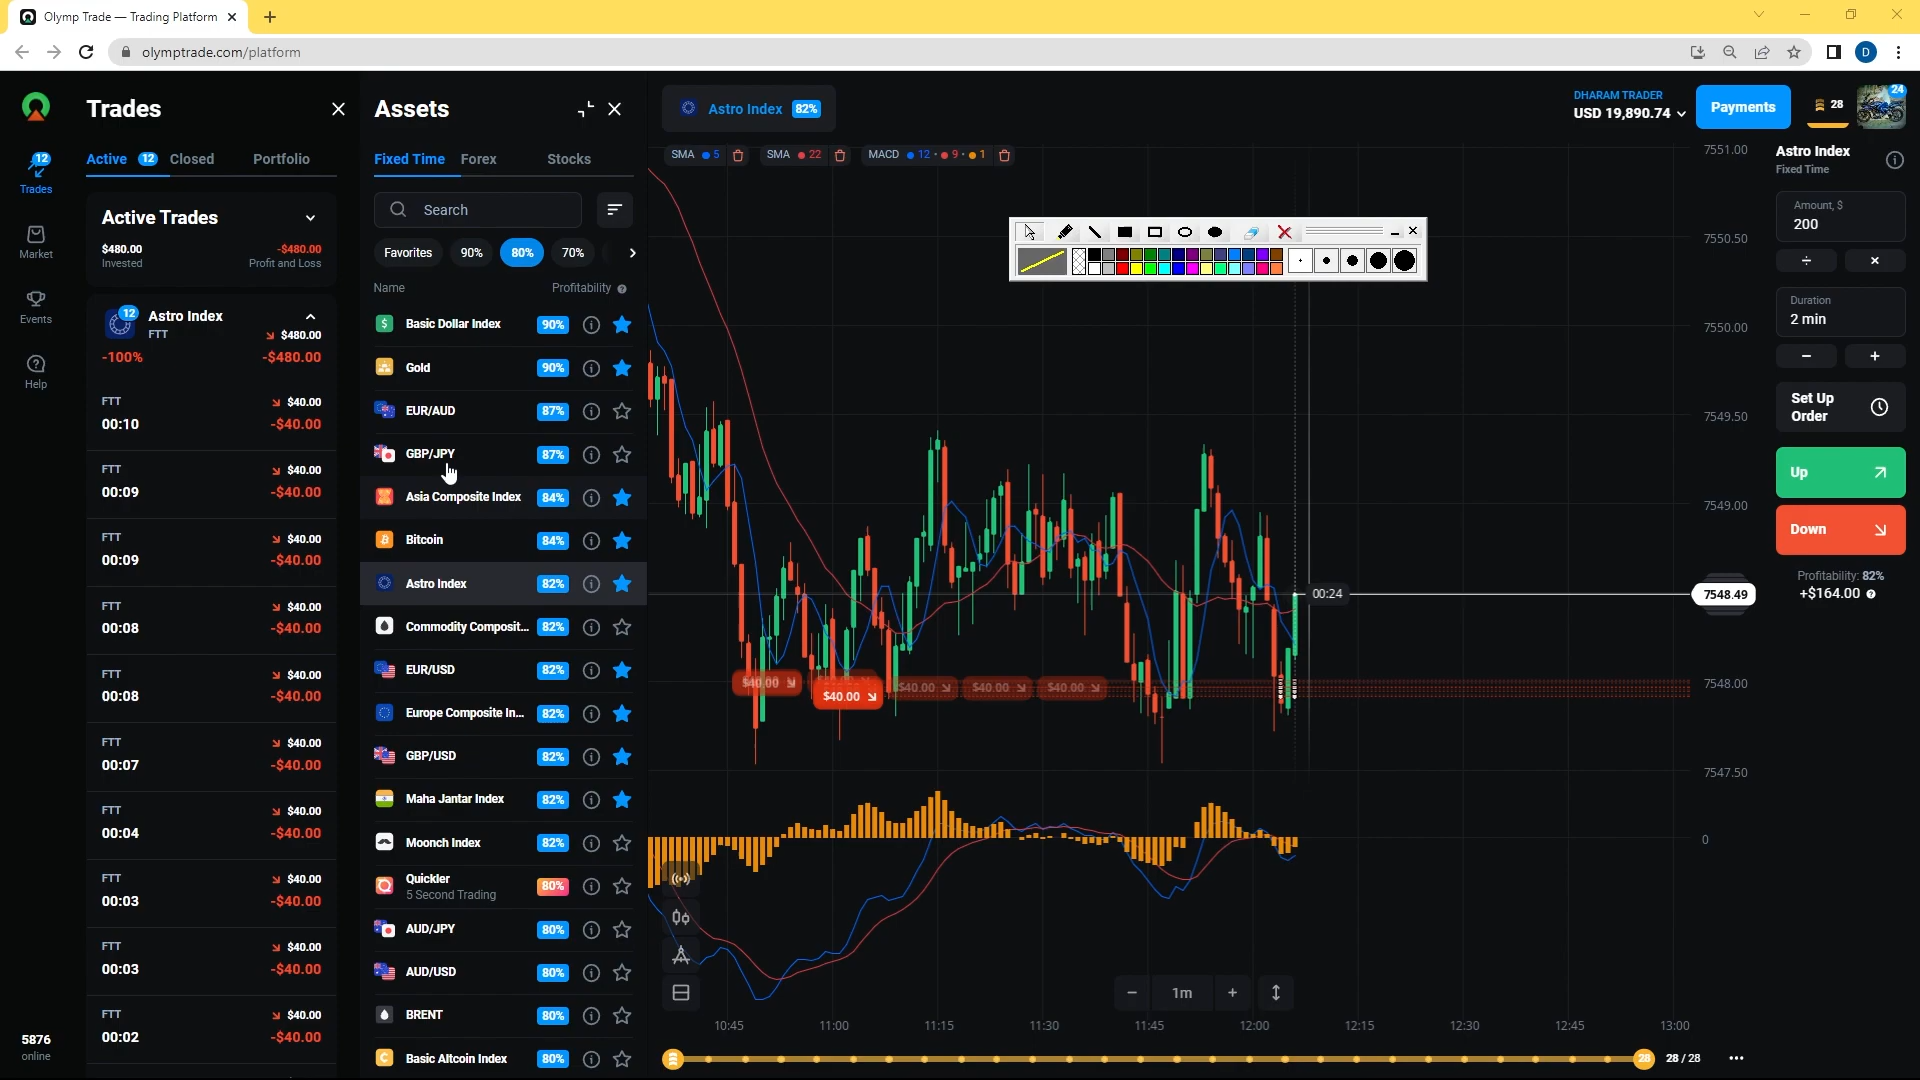 Olymp Trade — Trading Platform
olymptrade.com/platform
D
12
Trades
Market
Events
Help
5876
online
Trades
Active 12 Closed Portfolio
Active Trades
$480.00 -$480.00
Invested Profit and Loss
12 Astro Index
FTT $480.00
-100% -$480.00
FTT $40.00
00:10 -$40.00
FTT $40.00
00:09 -$40.00
FTT $40.00
00:09 -$40.00
FTT $40.00
00:08 -$40.00
FTT $40.00
00:08 -$40.00
FTT $40.00
00:07 -$40.00
FTT $40.00
00:04 -$40.00
FTT $40.00
00:03 -$40.00
FTT $40.00
00:03 -$40.00
FTT $40.00
00:02 -$40.00
Assets
Fixed Time Forex Stocks
Search
Favorites 90% 80% 70%
Name Profitability
Basic Dollar Index 90%
Gold 90%
EUR/AUD 87%
GBP/JPY 87%
Asia Composite Index 84%
Bitcoin 84%
Astro Index 82%
Commodity Composit... 82%
EUR/USD 82%
Europe Composite In... 82%
GBP/USD 82%
Maha Jantar Index 82%
Moonch Index 82%
Quickler 80%
5 Second Trading
AUD/JPY 80%
AUD/USD 80%
BRENT 80%
Basic Altcoin Index 80%
Astro Index 82%
SMA 5 SMA 22 MACD 12 • 9 • 1
$40.00 $40.00 $40.00 $40.00 $40.00
00:24
7551.00
7550.50
7550.00
7549.50
7549.00
7548.49
7548.00
7547.50
0
1m
10:45 11:00 11:15 11:30 11:45 12:00 12:15 12:30 12:45 13:00
28 28 / 28
DHARAM TRADER
USD 19,890.74
Payments
28
24
Astro Index
Fixed Time
Amount, $
200
Duration
2 min
Set Up
Order
Up
Down
Profitability: 82%
+$164.00